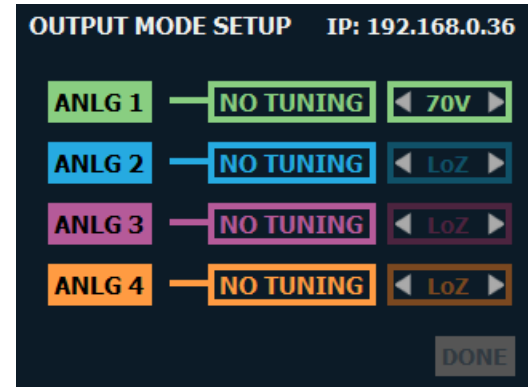 OUTPUT MODE SETUP IP: 192.168.0.36
ANLG 1 NO TUNING 70V
ANLG 2 NO TUNING LoZ
ANLG 3 NO TUNING LoZ
ANLG 4 NO TUNING LoZ
DONE